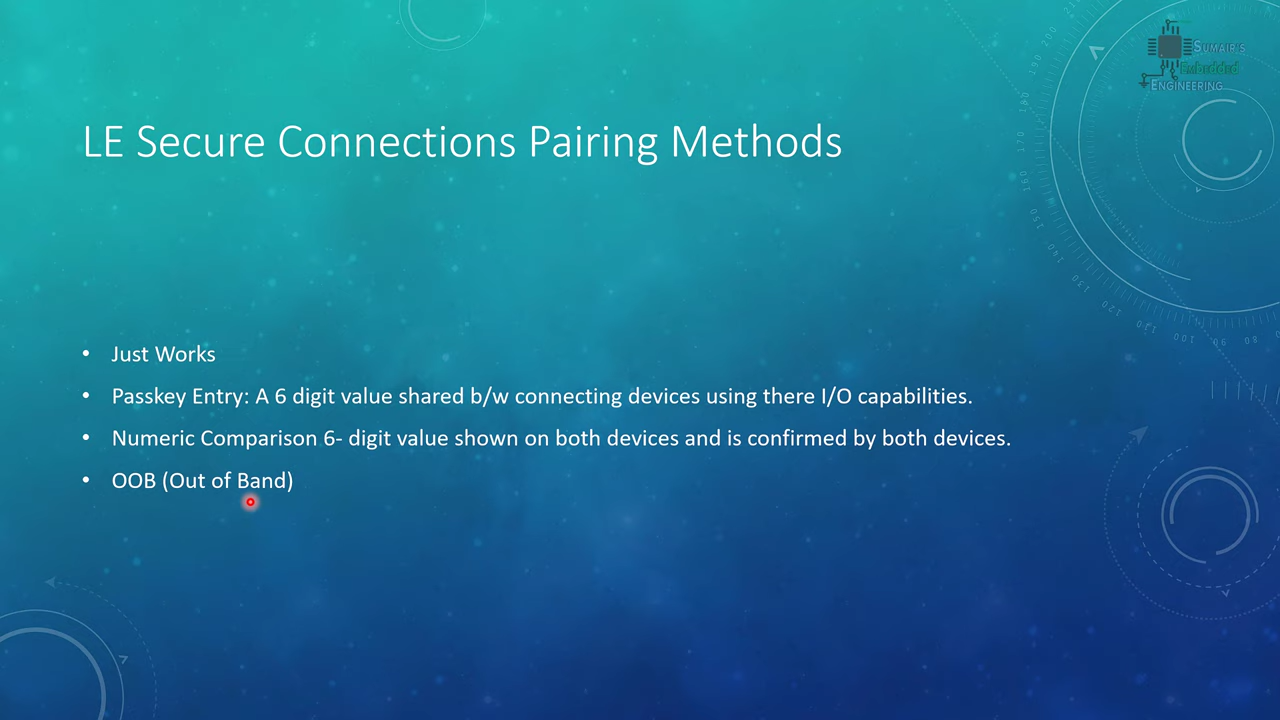 SUMAIR'S
Embedded
ENGINEERING
LE Secure Connections Pairing Methods
• Just Works
• Passkey Entry: A 6 digit value shared b/w connecting devices using there I/O capabilities.
• Numeric Comparison 6- digit value shown on both devices and is confirmed by both devices.
• OOB (Out of Band)